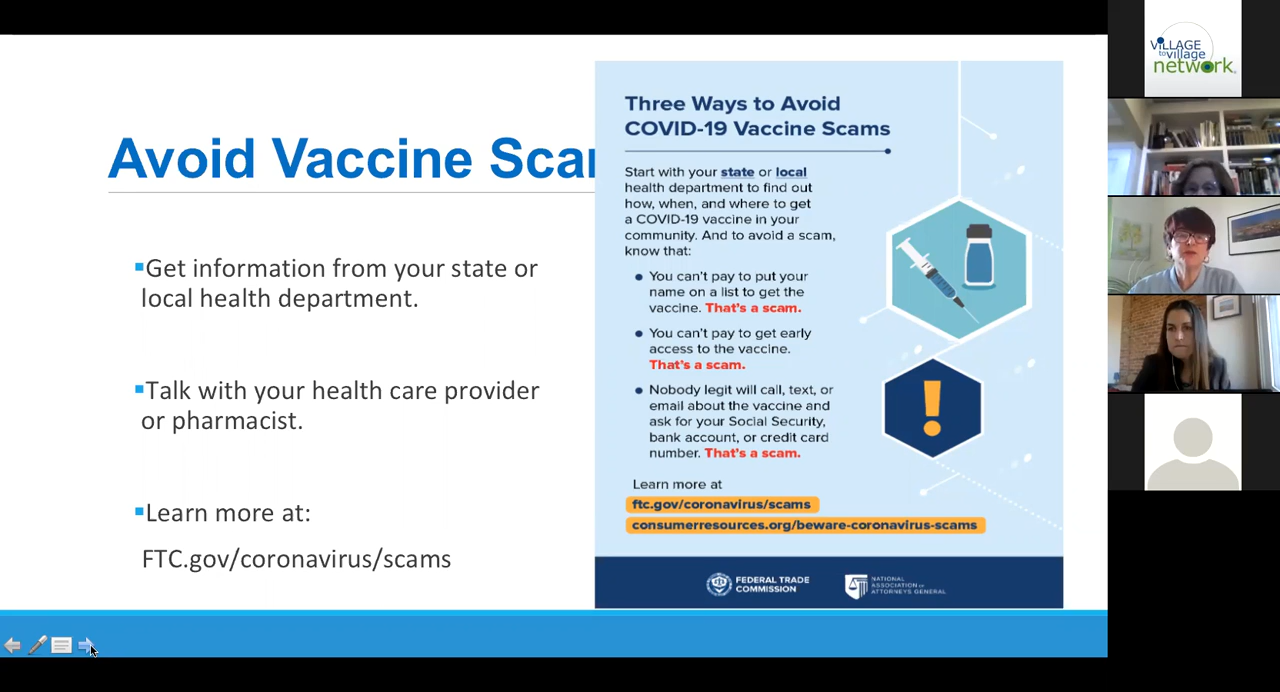 Avoid Vaccine Scar
Get information from your state or
local health department.
Talk with your health care provider
or pharmacist.
Learn more at:
FTC.gov/coronavirus/scams
Three Ways to Avoid
COVID-19 Vaccine Scams
Start with your state or local
health department to find out
how, when, and where to get
a COVID-19 vaccine in your
community. And to avoid a scam,
know that:
You can't pay to put your
name on a list to get the
vaccine. That's a scam.
You can't pay to get early
access to the vaccine.
That's a scam.
Nobody legit will call, text, or
email about the vaccine and
ask for your Social Security,
bank account, or credit card
number. That's a scam.
Learn more at
ftc.gov/coronavirus/scams
consumerresources.org/beware-coronavirus-scams
FEDERAL TRADE
COMMISSION
NATIONAL
ASSOCIATION OF
ATTORNEYS GENERAL
ViLLAGE
to village
network